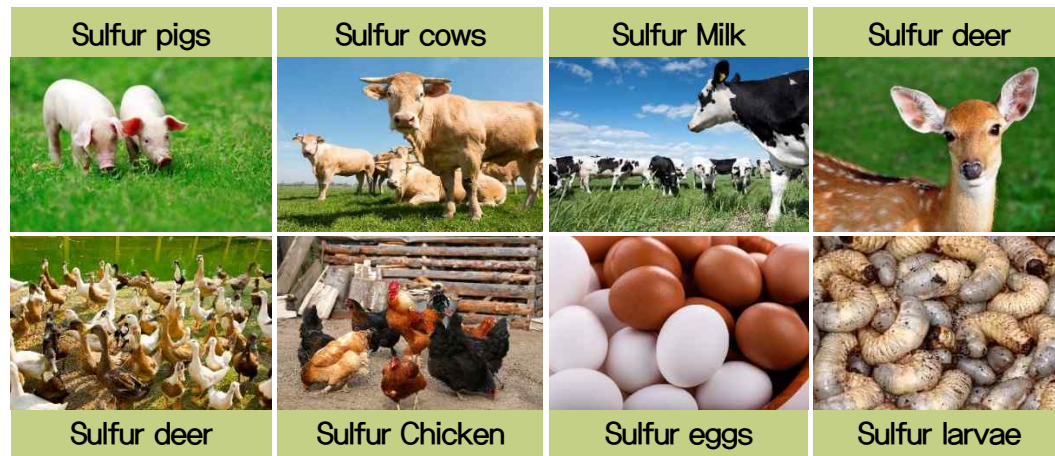 Sulfur pigs
Sulfur cows
Sulfur Milk
Sulfur deer
Sulfur deer
Sulfur Chicken
Sulfur eggs
Sulfur larvae